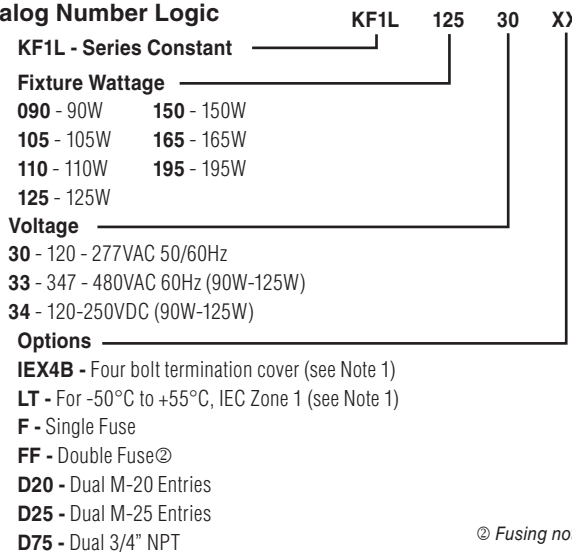 alog Number Logic
KF1L 125 30 XX
KF1L - Series Constant
Fixture Wattage
090 - 90W 150 - 150W
105 - 105W 165 - 165W
110 - 110W 195 - 195W
125 - 125W
Voltage
30 - 120 - 277VAC 50/60Hz
33 - 347 - 480VAC 60Hz (90W-125W)
34 - 120-250VDC (90W-125W)
Options
IEX4B - Four bolt termination cover (see Note 1)
LT - For -50°C to +55°C, IEC Zone 1 (see Note 1)
F - Single Fuse
FF - Double Fuse②
D20 - Dual M-20 Entries
D25 - Dual M-25 Entries
D75 - Dual 3/4” NPT
② Fusing no